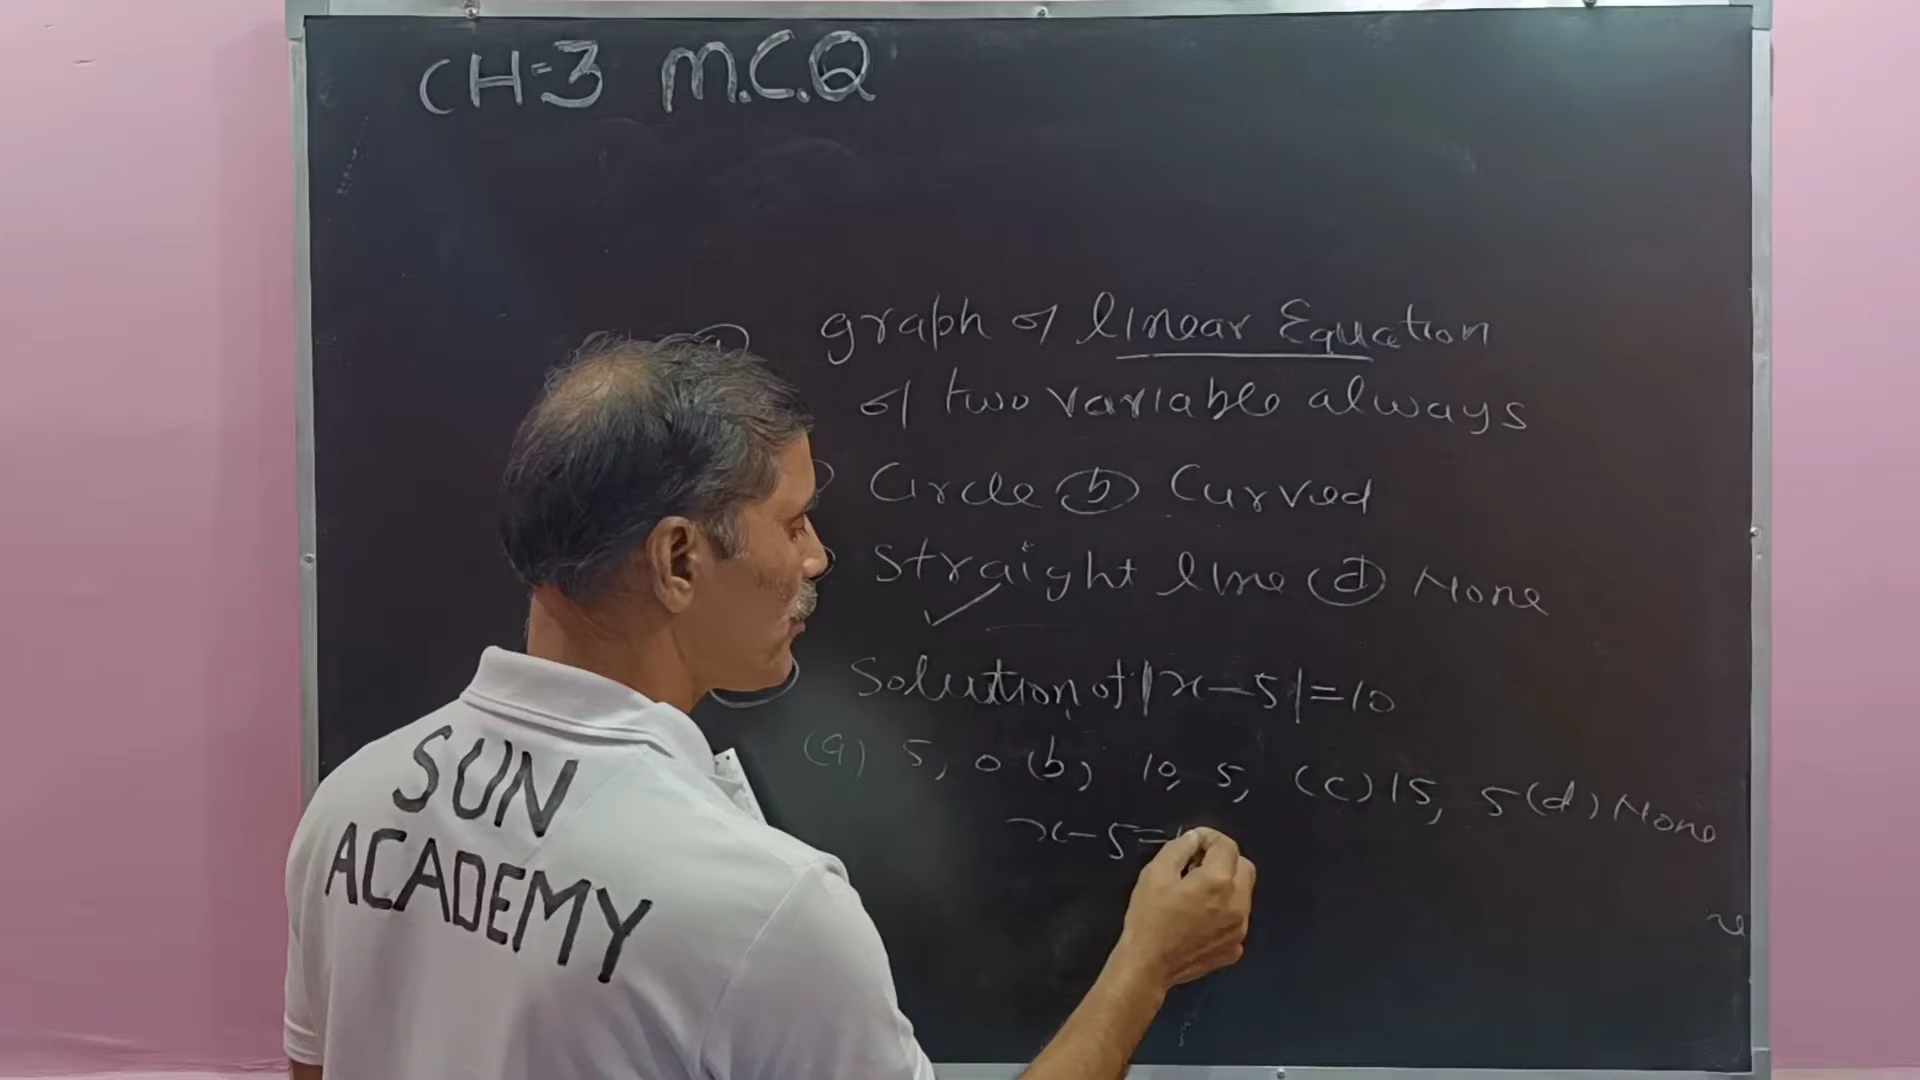 CH=3 M.C.Q
graph of linear Equation
of two variable always
Circle (b) Curved
Straight line (d) None
Solution of |x-5|=10
(a) 5, 0 (b) 10, 5, (c) 15, 5 (d) None
x-5=
SUN
ACADEMY